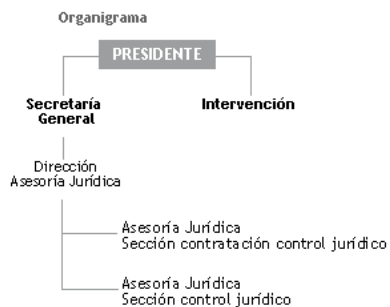 Organigrama
PRESIDENTE
Secretaría
General
Intervención
Dirección
Asesoría Jurídica
Asesoría Jurídica
Sección contratación control jurídico
Asesoría Jurídica
Sección control jurídico